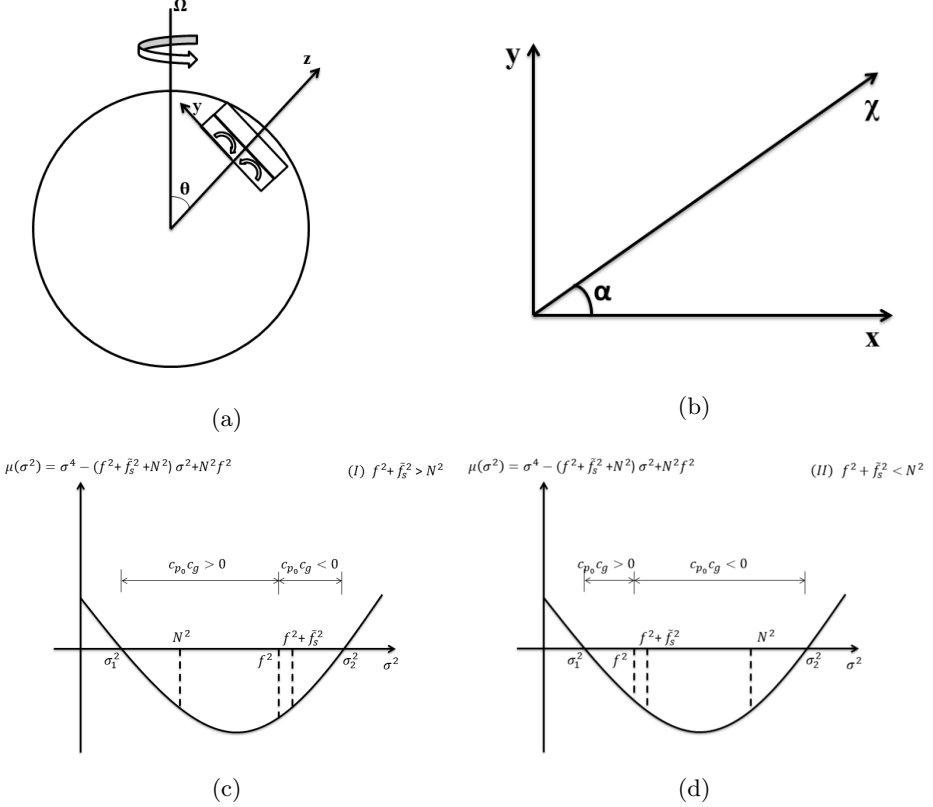 Ω
z
y
θ
(a)
y
χ
α
x
(b)
μ(σ²) = σ⁴ − (f²+ f̃ₛ² +N²) σ²+N²f²
(I) f²+ f̃ₛ² > N²
c_{p₀}c_g > 0
c_{p₀}c_g < 0
N²
f²+ f̃ₛ²
σ₁²
f²
σ₂²
σ²
(c)
μ(σ²) = σ⁴ − (f²+ f̃ₛ² +N²) σ²+N²f²
(II) f² + f̃ₛ² < N²
c_{p₀}c_g > 0
c_{p₀}c_g < 0
f²+ f̃ₛ²
N²
σ₁²
f²
σ₂²
σ²
(d)